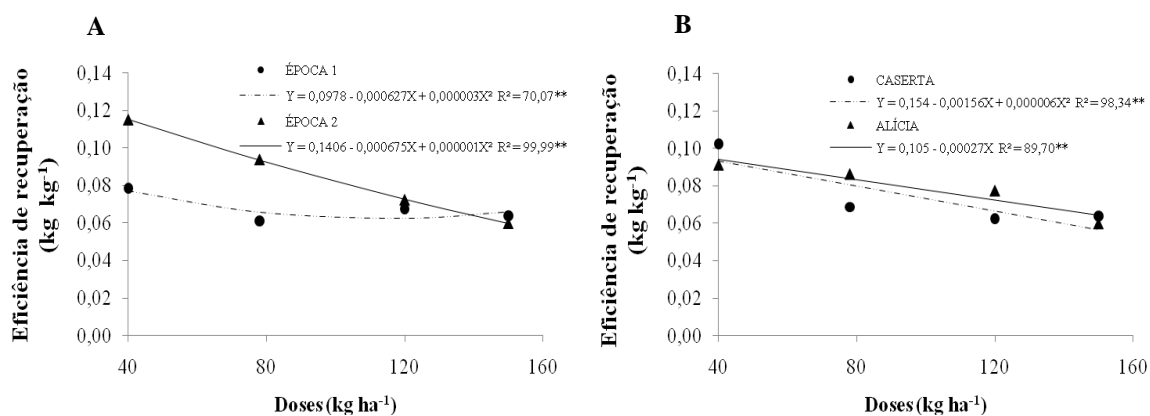 A
Eficiência de recuperação
(kg kg⁻¹)
0,14
0,12
0,10
0,08
0,06
0,04
0,02
0,00
ÉPOCA 1
Y = 0,0978 - 0,000627X + 0,000003X² R² = 70,07**
ÉPOCA 2
Y = 0,1406 - 0,000675X + 0,000001X² R² = 99,99**
40
80
120
160
Doses (kg ha⁻¹)
B
Eficiência de recuperação
(kg kg⁻¹)
0,14
0,12
0,10
0,08
0,06
0,04
0,02
0,00
CASERTA
Y = 0,154 - 0,00156X + 0,000006X² R² = 98,34**
ALÍCIA
Y = 0,105 - 0,00027X R² = 89,70**
40
80
120
160
Doses (kg ha⁻¹)